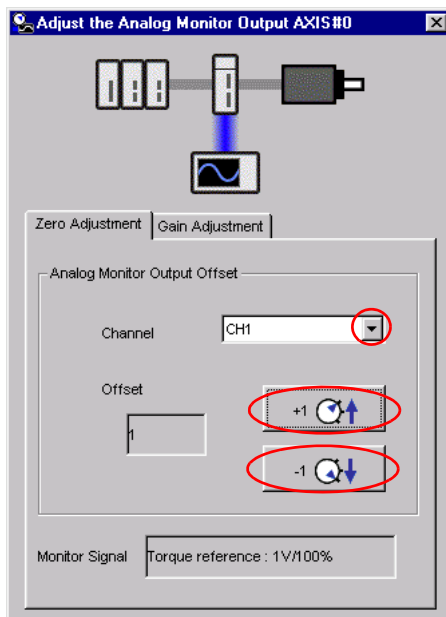 Adjust the Analog Monitor Output AXIS#0
Zero Adjustment
Gain Adjustment
Analog Monitor Output Offset
Channel
CH1
Offset
+1
1
-1
Monitor Signal
Torque reference : 1V/100%